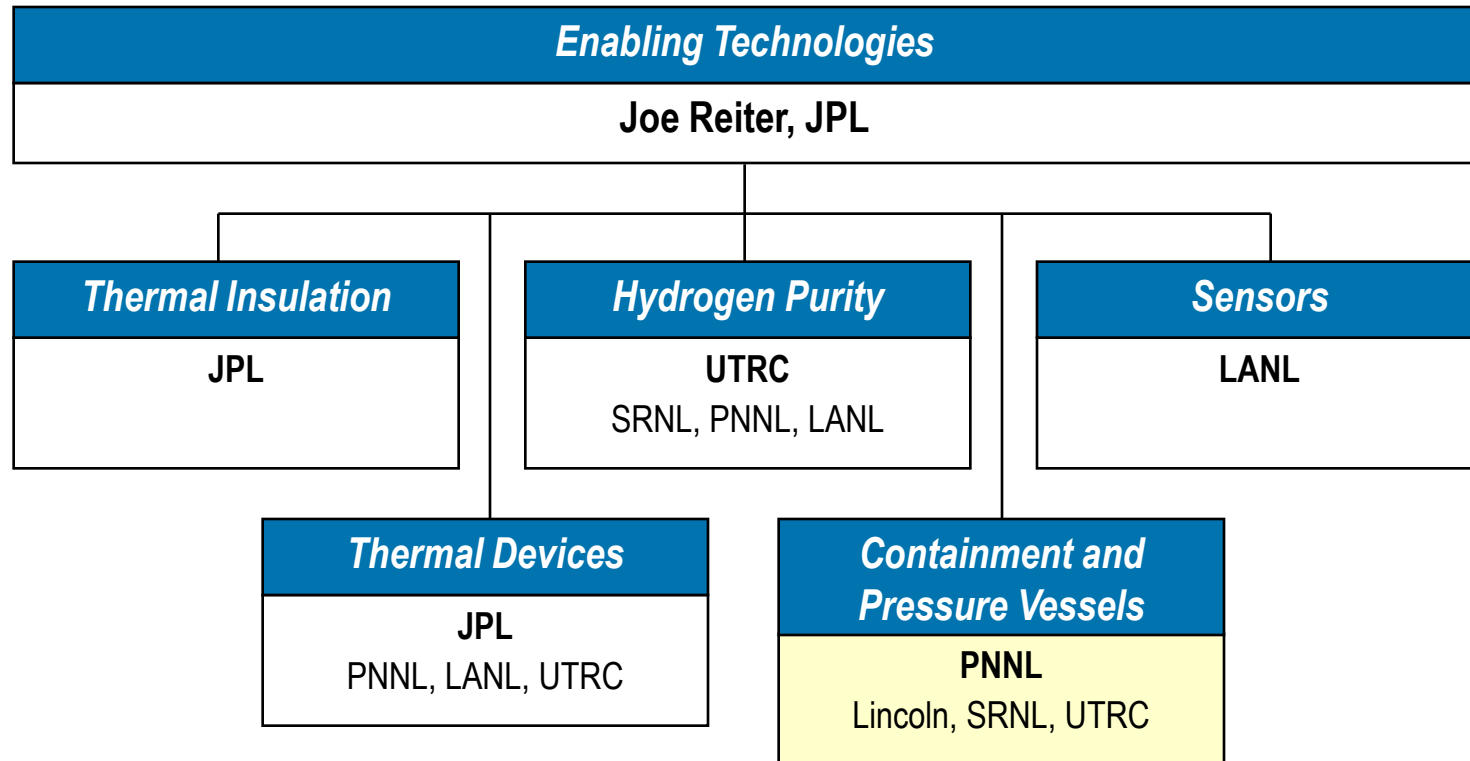 Enabling Technologies
Joe Reiter, JPL
Thermal Insulation
JPL
Hydrogen Purity
UTRC
SRNL, PNNL, LANL
Sensors
LANL
Thermal Devices
JPL
PNNL, LANL, UTRC
Containment and
Pressure Vessels
PNNL
Lincoln, SRNL, UTRC